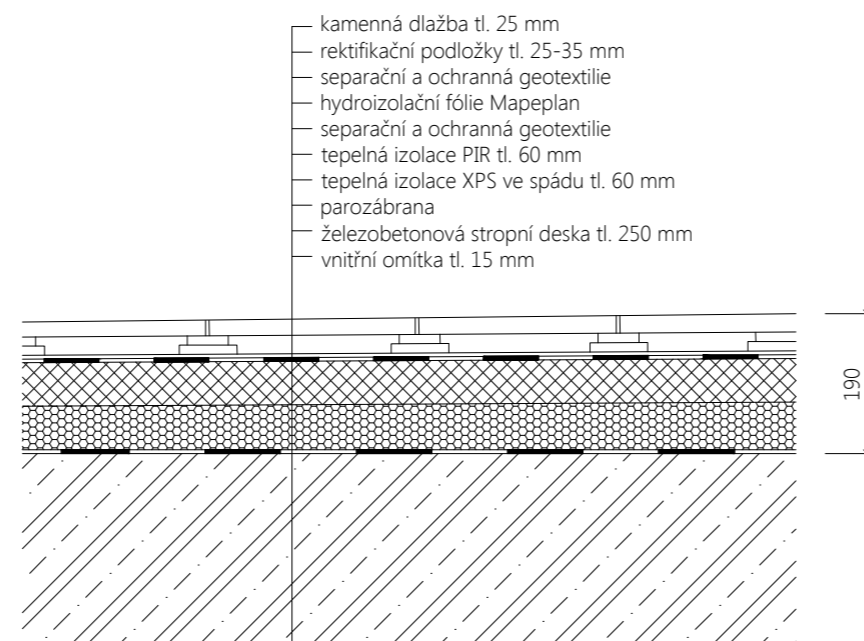 kamenná dlažba tl. 25 mm
rektifikační podložky tl. 25-35 mm
separační a ochranná geotextilie
hydroizolační fólie Mapeplan
separační a ochranná geotextilie
tepelná izolace PIR tl. 60 mm
tepelná izolace XPS ve spádu tl. 60 mm
parozábrana
železobetonová stropní deska tl. 250 mm
vnitřní omítka tl. 15 mm
190